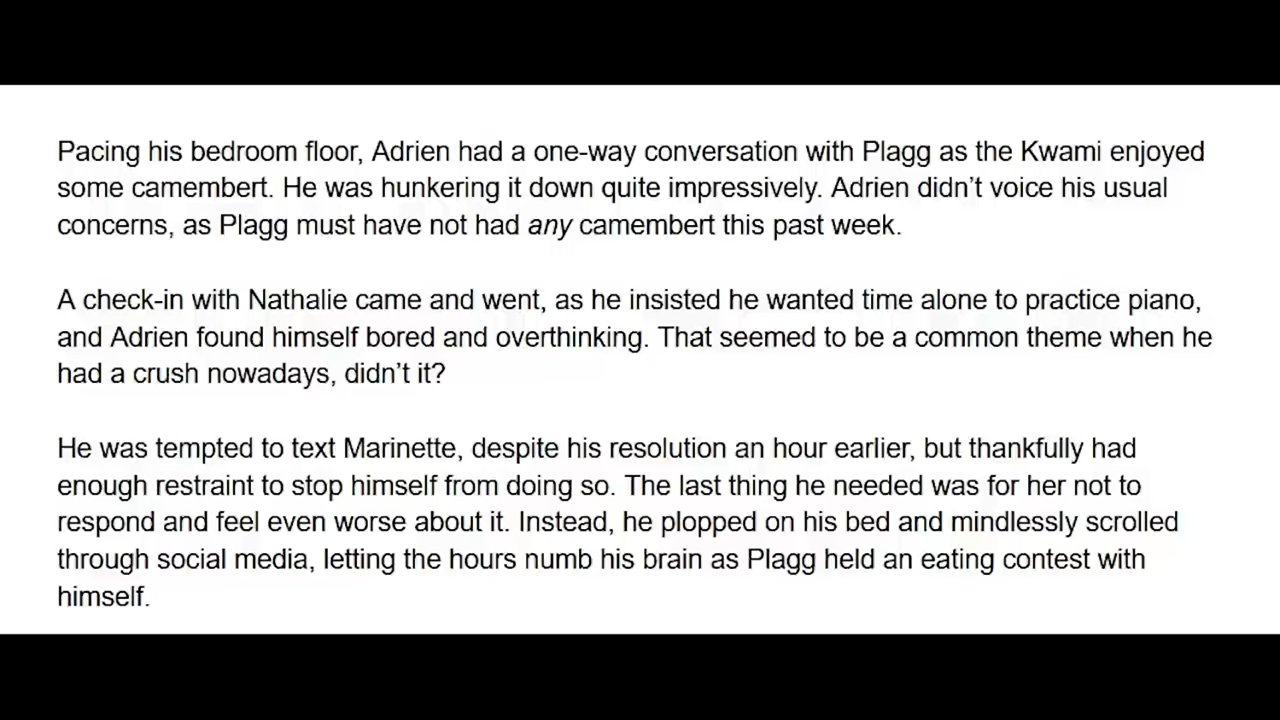 Pacing his bedroom floor, Adrien had a one-way conversation with Plagg as the Kwami enjoyed
some camembert. He was hunkering it down quite impressively. Adrien didn’t voice his usual
concerns, as Plagg must have not had any camembert this past week.
A check-in with Nathalie came and went, as he insisted he wanted time alone to practice piano,
and Adrien found himself bored and overthinking. That seemed to be a common theme when he
had a crush nowadays, didn’t it?
He was tempted to text Marinette, despite his resolution an hour earlier, but thankfully had
enough restraint to stop himself from doing so. The last thing he needed was for her not to
respond and feel even worse about it. Instead, he plopped on his bed and mindlessly scrolled
through social media, letting the hours numb his brain as Plagg held an eating contest with
himself.